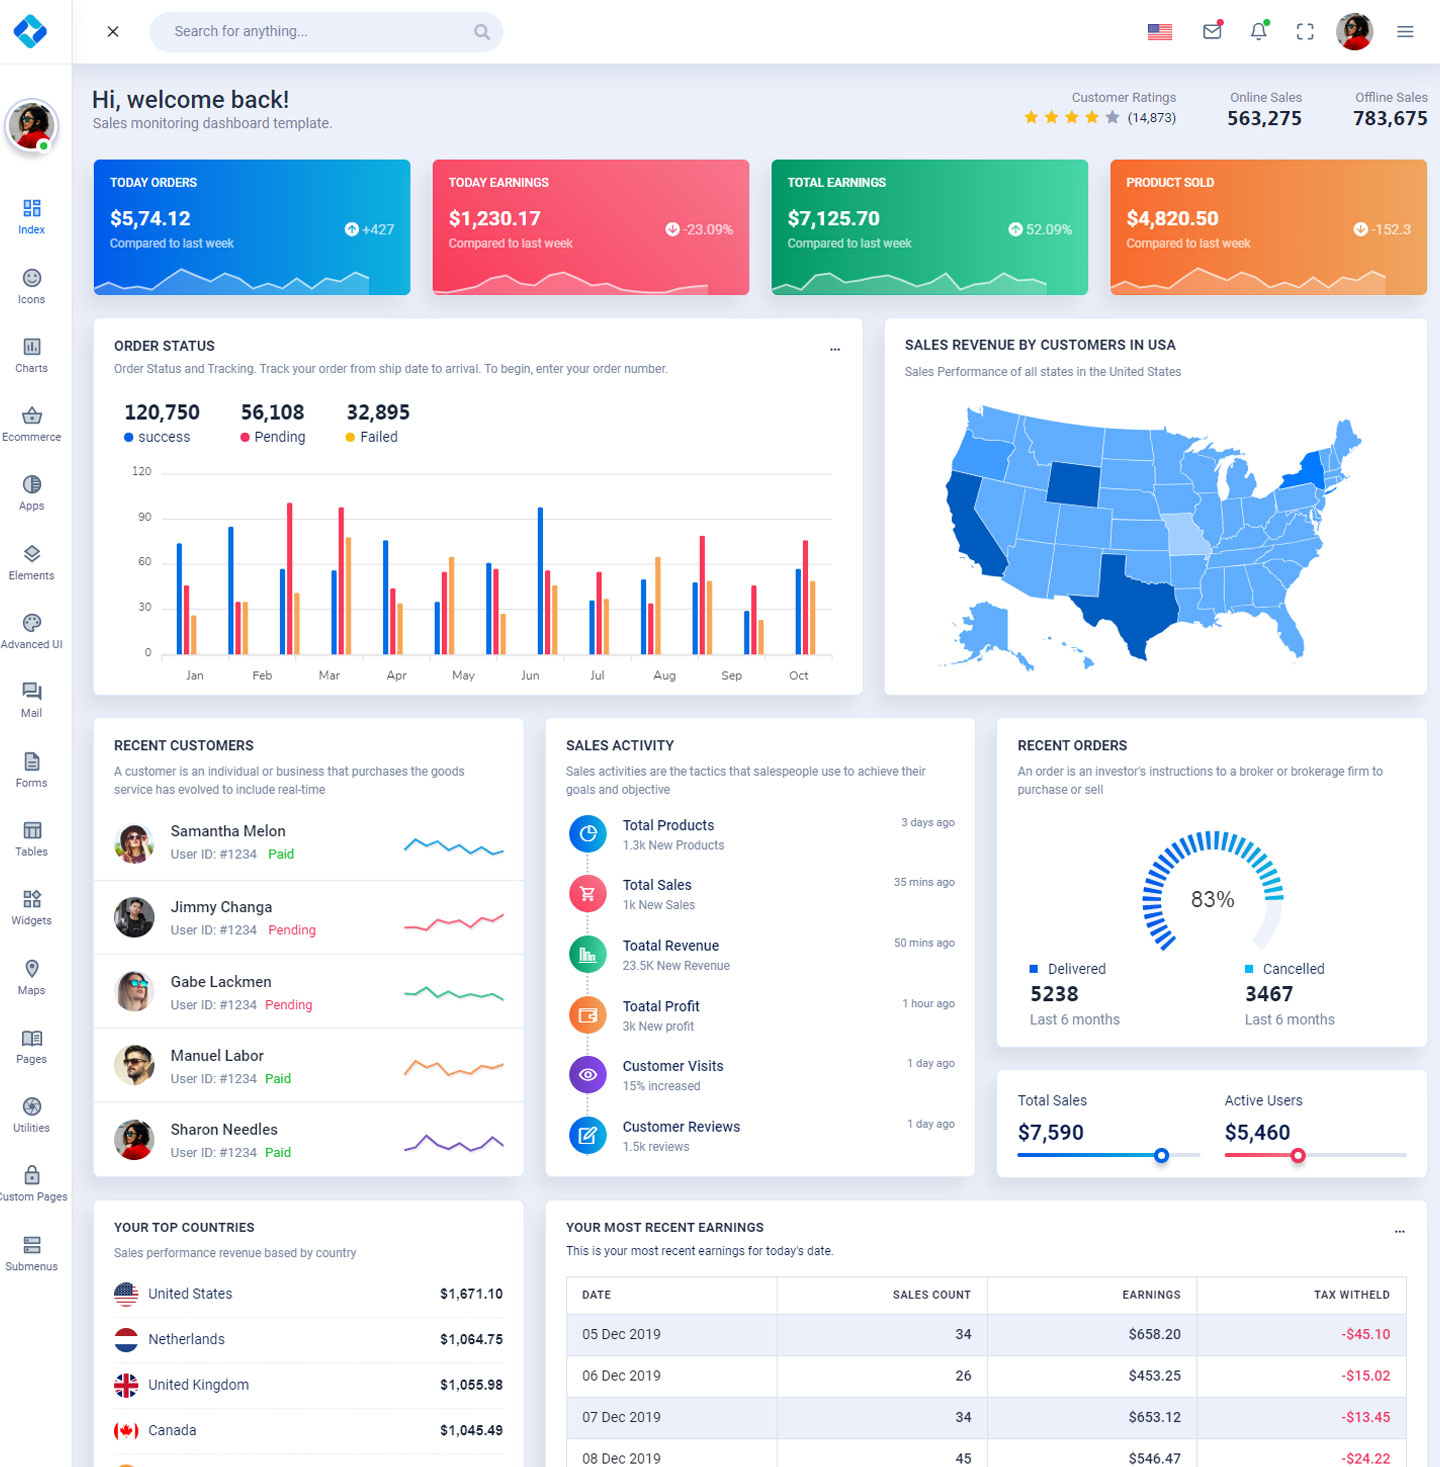 Search for anything...
Hi, welcome back!
Sales monitoring dashboard template.
Customer Ratings
(14,873)
Online Sales
563,275
Offline Sales
783,675
Index
Icons
Charts
Ecommerce
Apps
Elements
Advanced UI
Mail
Forms
Tables
Widgets
Maps
Pages
Utilities
Custom Pages
Submenus
TODAY ORDERS
$5,74.12
Compared to last week
+427
TODAY EARNINGS
$1,230.17
Compared to last week
-23.09%
TOTAL EARNINGS
$7,125.70
Compared to last week
52.09%
PRODUCT SOLD
$4,820.50
Compared to last week
-152.3
ORDER STATUS
...
Order Status and Tracking. Track your order from ship date to arrival. To begin, enter your order number.
120,750
success
56,108
Pending
32,895
Failed
120
90
60
30
0
Jan Feb Mar Apr May Jun Jul Aug Sep Oct
SALES REVENUE BY CUSTOMERS IN USA
Sales Performance of all states in the United States
RECENT CUSTOMERS
A customer is an individual or business that purchases the goods
service has evolved to include real-time
Samantha Melon
User ID: #1234 Paid
Jimmy Changa
User ID: #1234 Pending
Gabe Lackmen
User ID: #1234 Pending
Manuel Labor
User ID: #1234 Paid
Sharon Needles
User ID: #1234 Paid
SALES ACTIVITY
Sales activities are the tactics that salespeople use to achieve their
goals and objective
Total Products 3 days ago
1.3k New Products
Total Sales 35 mins ago
1k New Sales
Toatal Revenue 50 mins ago
23.5K New Revenue
Toatal Profit 1 hour ago
3k New profit
Customer Visits 1 day ago
15% increased
Customer Reviews 1 day ago
1.5k reviews
RECENT ORDERS
An order is an investor's instructions to a broker or brokerage firm to
purchase or sell
83%
Delivered
5238
Last 6 months
Cancelled
3467
Last 6 months
Total Sales
$7,590
Active Users
$5,460
YOUR TOP COUNTRIES
Sales performance revenue based by country
United States $1,671.10
Netherlands $1,064.75
United Kingdom $1,055.98
Canada $1,045.49
YOUR MOST RECENT EARNINGS
...
This is your most recent earnings for today's date.
DATE SALES COUNT EARNINGS TAX WITHELD
05 Dec 2019 34 $658.20 -$45.10
06 Dec 2019 26 $453.25 -$15.02
07 Dec 2019 34 $653.12 -$13.45
08 Dec 2019 45 $546.47 -$24.22